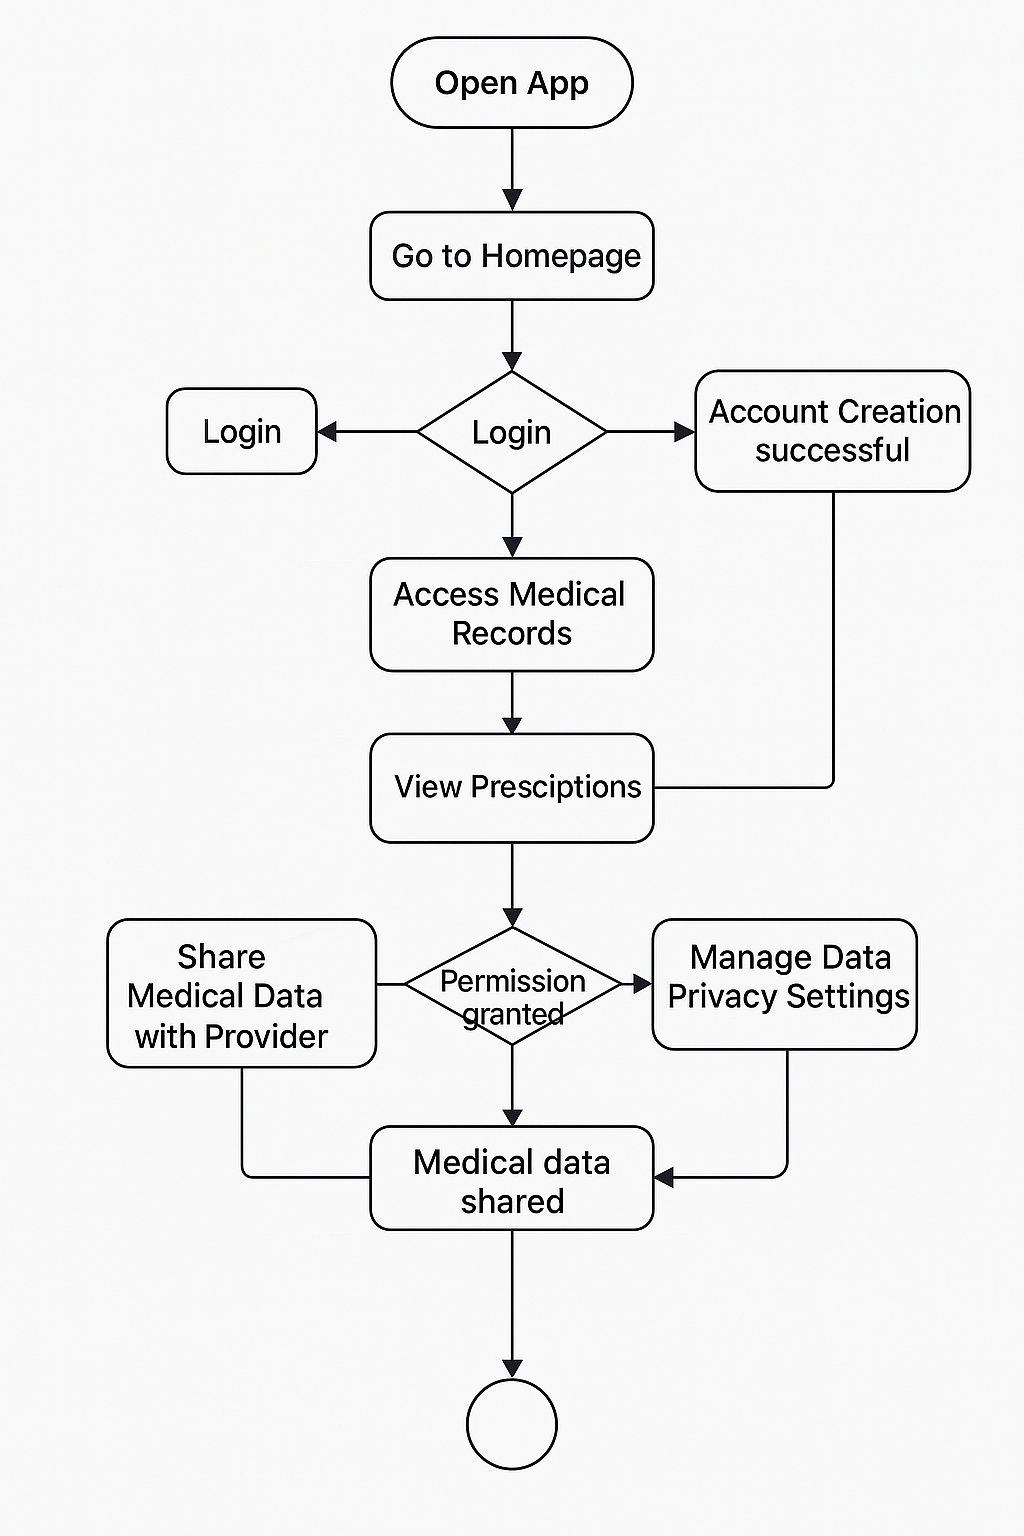 Open App
Go to Homepage
Login
Login
Account Creation
successful
Access Medical
Records
View Presciptions
Share
Medical Data
with Provider
Permission
granted
Manage Data
Privacy Settings
Medical data
shared